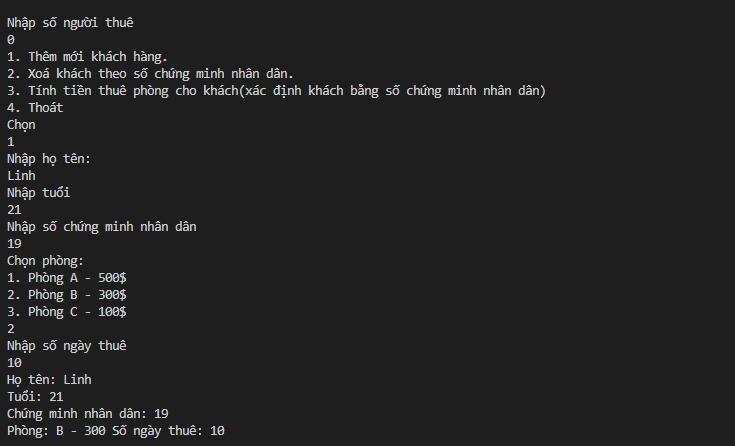 Nhập số người thuê
0
1. Thêm mới khách hàng.
2. Xoá khách theo số chứng minh nhân dân.
3. Tính tiền thuê phòng cho khách(xác định khách bằng số chứng minh nhân dân)
4. Thoát
Chọn
1
Nhập họ tên:
Linh
Nhập tuổi
21
Nhập số chứng minh nhân dân
19
Chọn phòng:
1. Phòng A - 500$
2. Phòng B - 300$
3. Phòng C - 100$
2
Nhập số ngày thuê
10
Họ tên: Linh
Tuổi: 21
Chứng minh nhân dân: 19
Phòng: B - 300 Số ngày thuê: 10